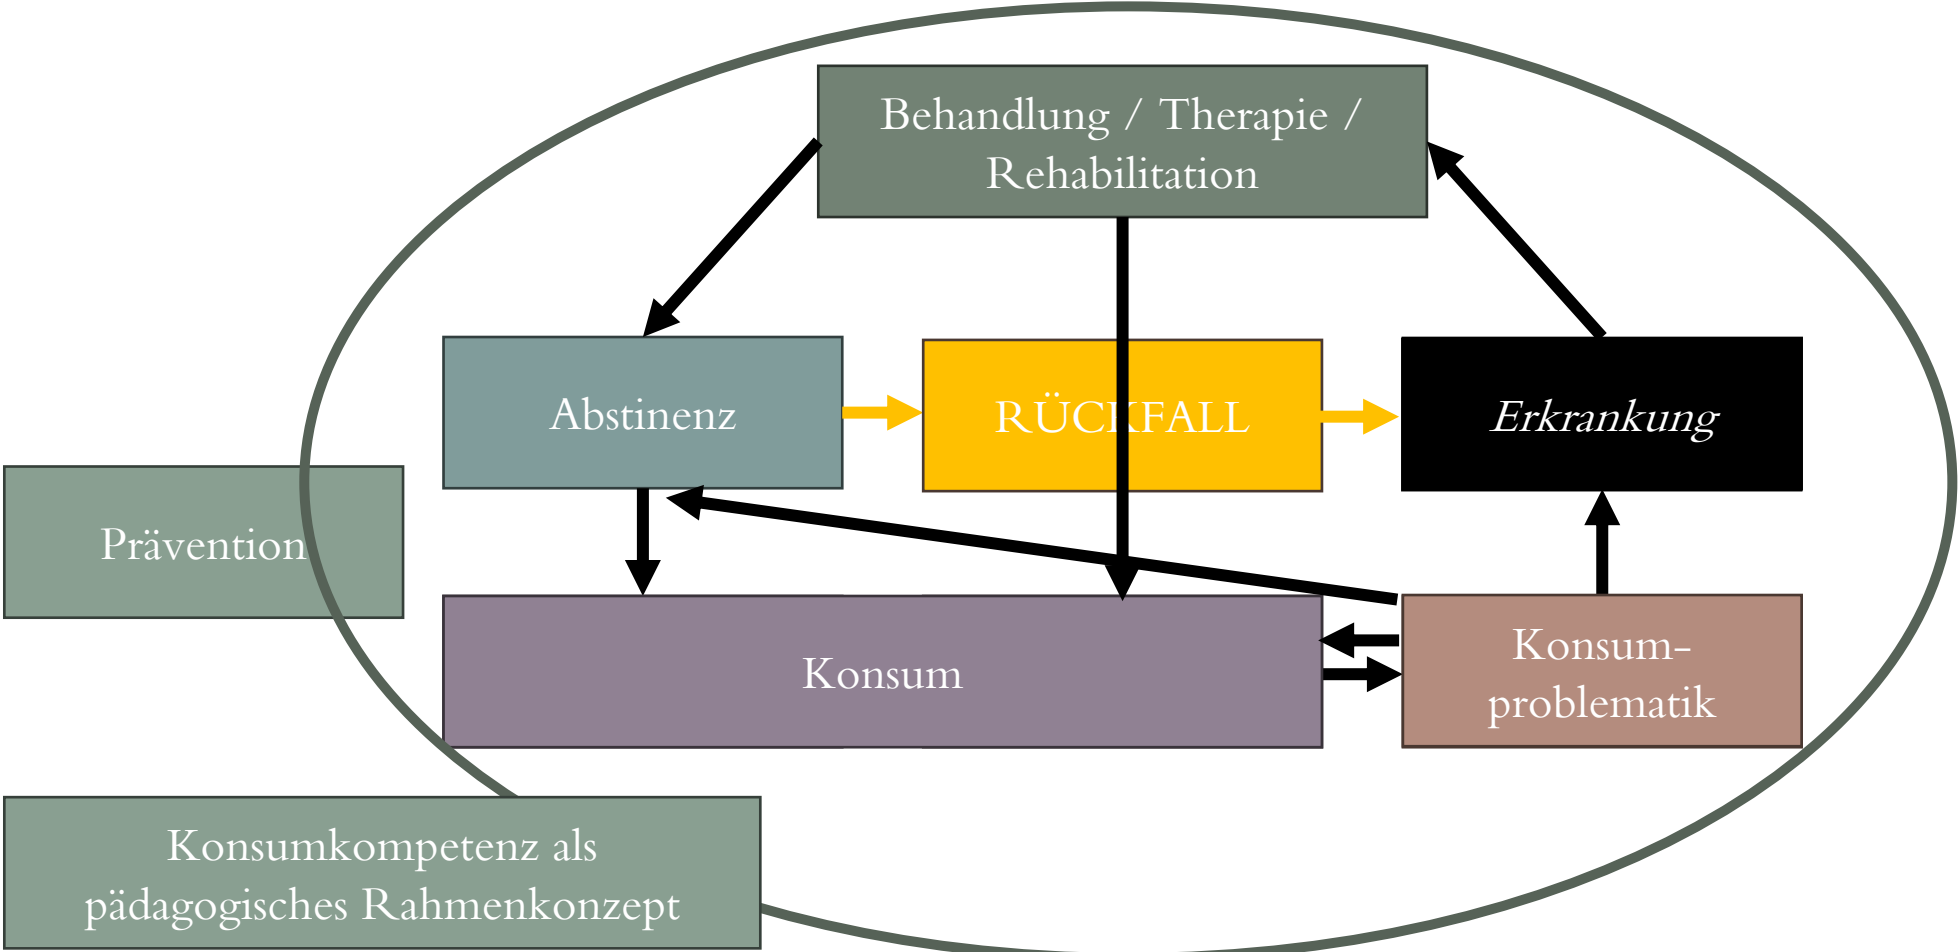 Behandlung / Therapie /
Rehabilitation
Abstinenz
RÜCKFALL
Erkrankung
Prävention
Konsum
Konsum-
problematik
Konsumkompetenz als
pädagogisches Rahmenkonzept